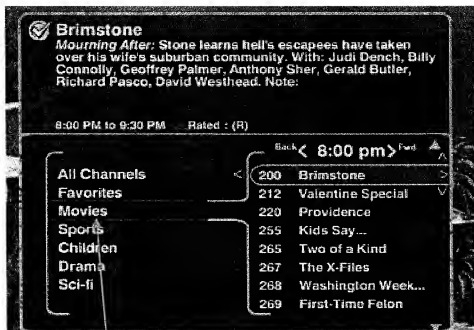 Brimstone
Mourning After: Stone learns hell's escapees have taken
over his wife's suburban community. With: Judi Dench, Billy
Connolly, Geoffrey Palmer, Anthony Sher, Gerald Butler,
Richard Pasco, David Westhead. Note:
8:00 PM to 9:30 PM Rated : (R)
Back < 8:00 pm > Fwd
All Channels
Favorites
Movies
Sports
Children
Drama
Sci-fi
< 200 Brimstone >
212 Valentine Special
220 Providence
255 Kids Say...
265 Two of a Kind
267 The X-Files
268 Washington Week...
269 First-Time Felon